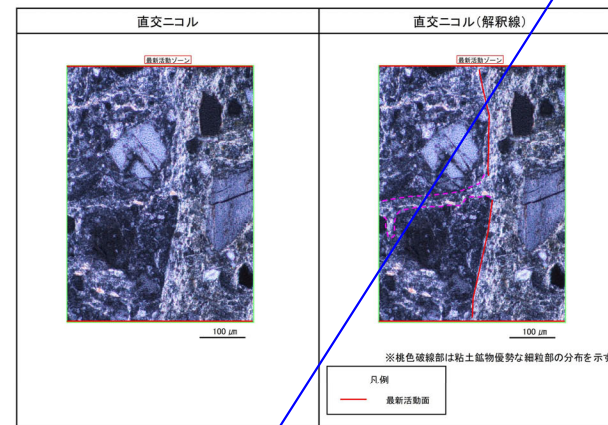 直交ニコル
直交ニコル(解釈線)
最新活動ゾーン
最新活動ゾーン
100 μm
100 μm
※桃色破線部は粘土鉱物優勢な細粒部の分布を示す
凡例
最新活動面